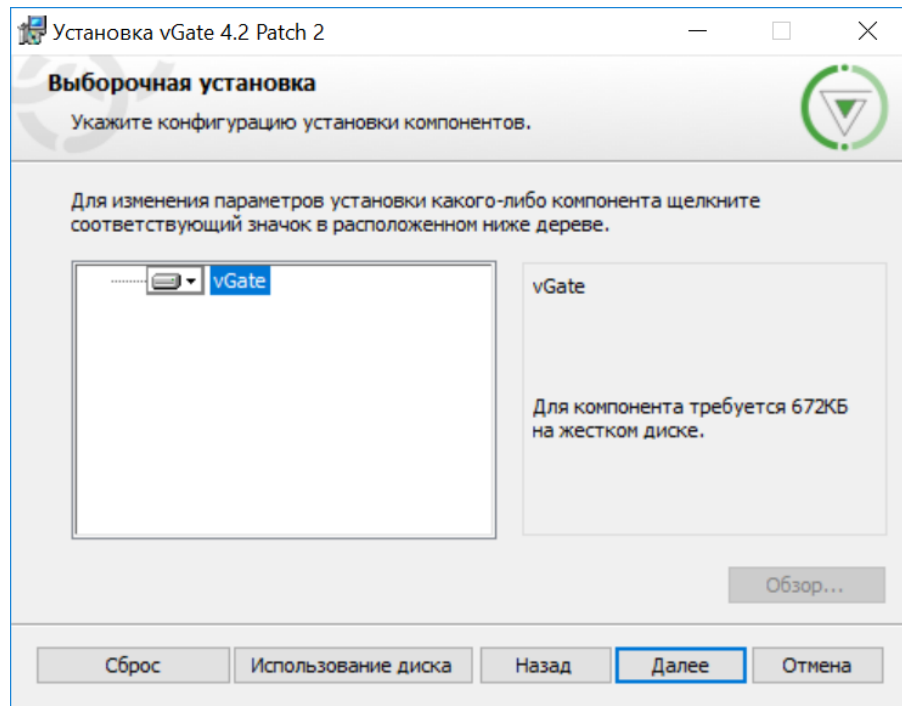 Установка vGate 4.2 Patch 2
Выборочная установка
Укажите конфигурацию установки компонентов.
Для изменения параметров установки какого-либо компонента щелкните
соответствующий значок в расположенном ниже дереве.
vGate
vGate
Для компонента требуется 672КБ
на жестком диске.
Обзор...
Сброс
Использование диска
Назад
Далее
Отмена